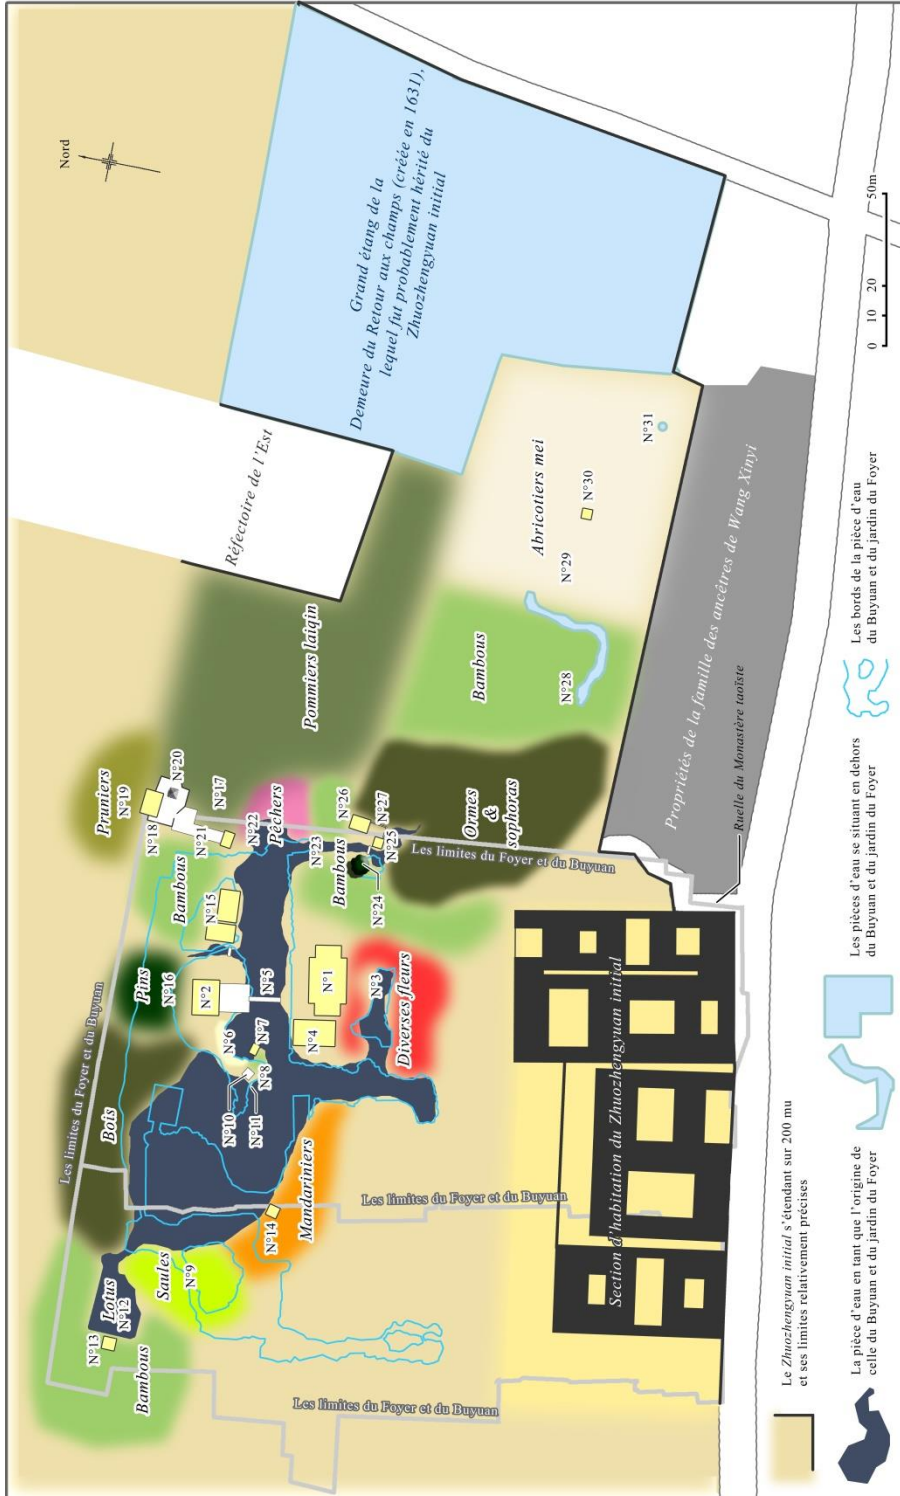 Nord
Grand étang de la
Demeure du Retour aux champs (créée en 1631),
lequel fut probablement hérité du
Zhuozhengyuan initial
Réfectoire de l'Est
Pommiers laiqin
Abricotiers mei
N°29
N°30
N°31
Bambous
N°28
Pruniers
N°19
N°20
N°18
N°17
N°21
N°22
Pêchers
N°23
N°26
N°27
N°25
N°24
Bambous
Ormes
&
sophoras
Bambous
N°15
Pins
N°16
N°2
N°5
N°1
N°6
N°7
N°4
N°3
Diverses fleurs
N°8
N°10
N°11
Bois
Les limites du Foyer et du Buyuan
Les limites du Foyer et du Buyuan
Les limites du Foyer et du Buyuan
Les limites du Foyer et du Buyuan
Mandariniers
N°14
Saules
N°9
Lotus
N°12
N°13
Bambous
Section d'habitation du Zhuozhengyuan initial
Propriétés de la famille des ancêtres de Wang Xinyi
Ruelle du Monastère taoïste
0 10 20 50m
Le Zhuozhengyuan initial s'étendant sur 200 mu
et ses limites relativement précises
La pièce d'eau en tant que l'origine de
celle du Buyuan et du jardin du Foyer
Les pièces d'eau se situant en dehors
du Buyuan et du jardin du Foyer
Les bords de la pièce d'eau
du Buyuan et du jardin du Foyer